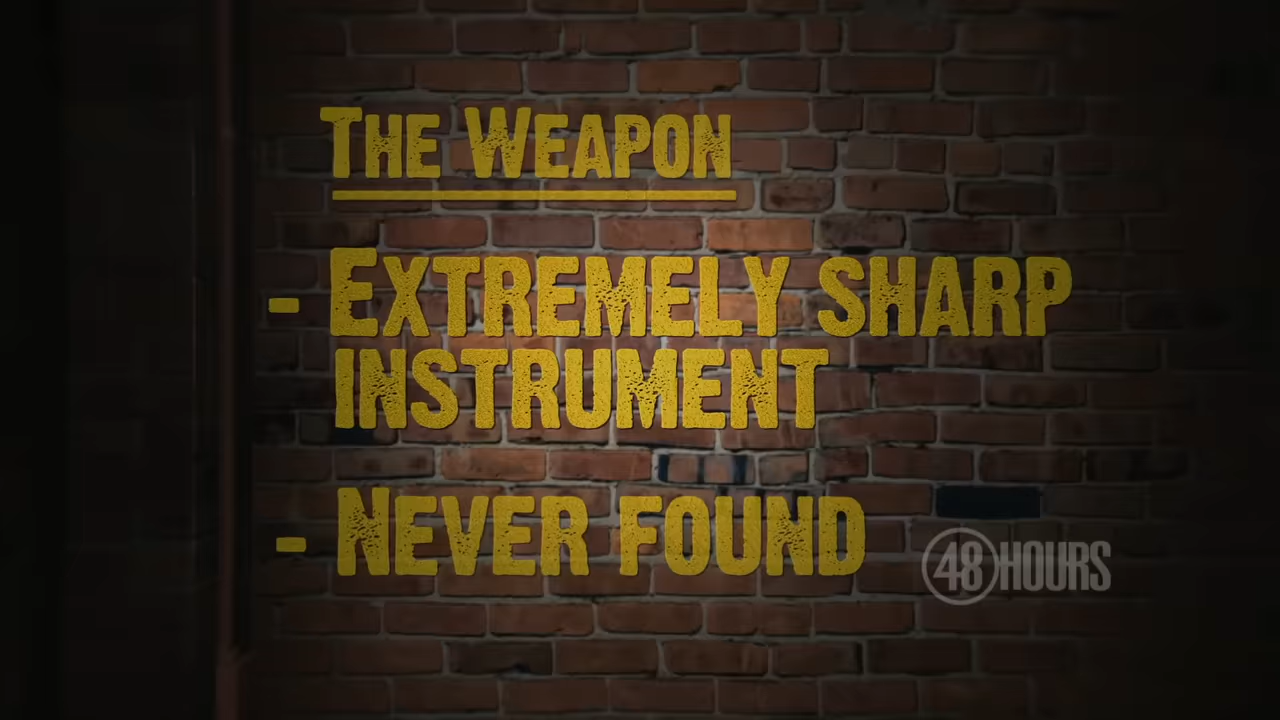 The Weapon
- Extremely sharp
instrument
- Never found
48 HOURS